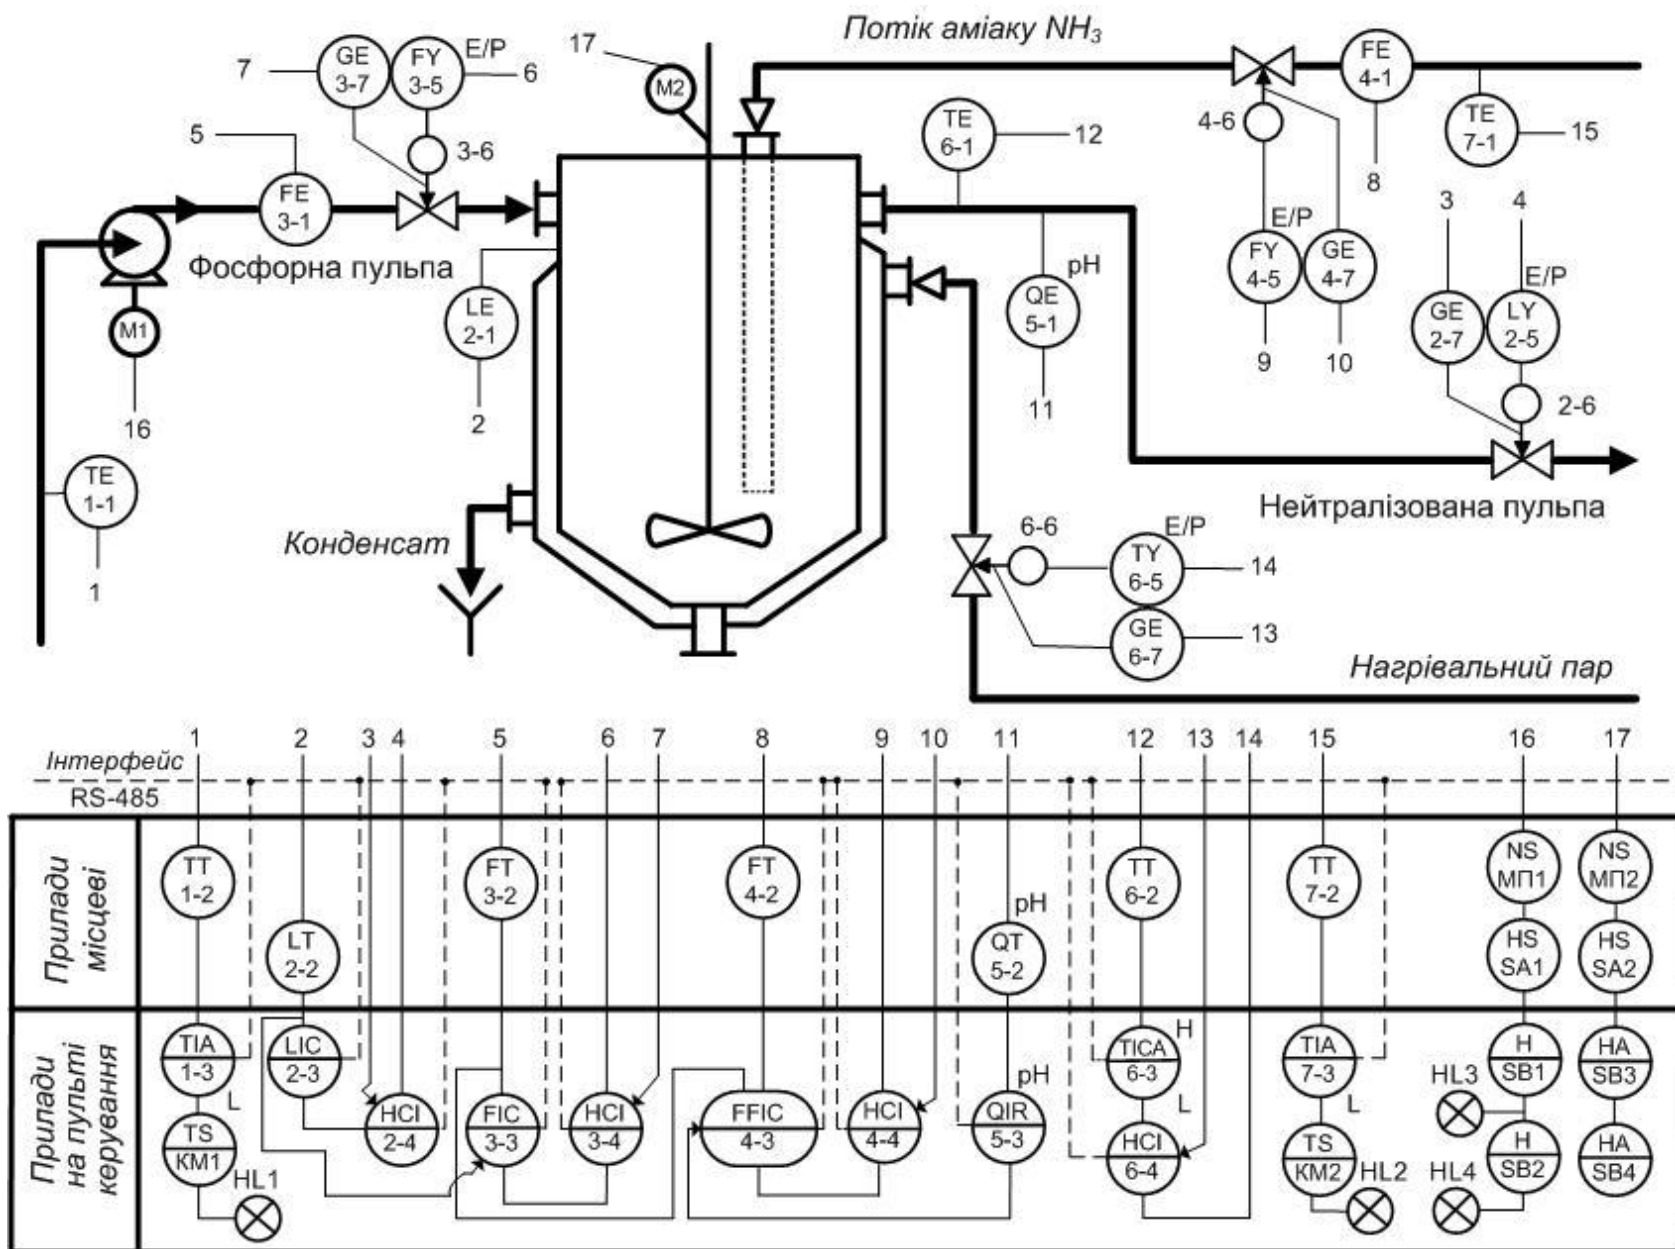 Потік аміаку NH₃
17
GE
3-7
FY
3-5
E/P
7
6
M2
FE
4-1
5
3-6
TE
6-1
12
4-6
TE
7-1
15
8
FE
3-1
3
4
E/P
FY
4-5
GE
4-7
Фосфорна пульпа
pH
QE
5-1
E/P
GE
2-7
LY
2-5
LE
2-1
M1
9
10
11
2-6
16
2
TE
1-1
Нейтралізована пульпа
Конденсат
6-6
E/P
TY
6-5
14
1
GE
6-7
13
Нагрівальний пар
1
2
3
4
5
6
7
8
9
10
11
12
13
14
15
16
17
Інтерфейс
RS-485
Прилади
місцеві
TT
1-2
LT
2-2
FT
3-2
FT
4-2
pH
QT
5-2
TT
6-2
TT
7-2
NS
МП1
NS
МП2
HS
SA1
HS
SA2
Прилади
на пульті
керування
TIA
1-3
L
LIC
2-3
HCI
2-4
FIC
3-3
HCI
3-4
FFIC
4-3
HCI
4-4
pH
QIR
5-3
TICA
6-3
H
L
HCI
6-4
TIA
7-3
L
H
SB1
HA
SB3
HL3
TS
КМ1
HL1
TS
КМ2
HL2
HL4
H
SB2
HA
SB4